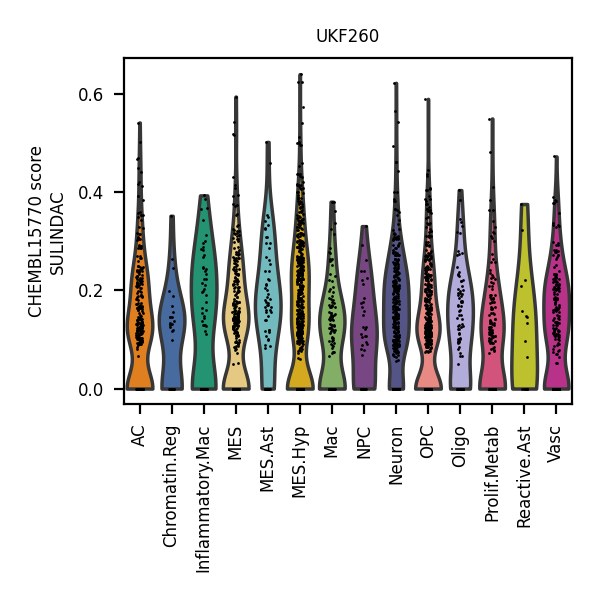 UKF260
CHEMBL15770 score
SULINDAC
0.6
0.4
0.2
0.0
AC
Chromatin.Reg
Inflammatory.Mac
MES
MES.Ast
MES.Hyp
Mac
NPC
Neuron
OPC
Oligo
Prolif.Metab
Reactive.Ast
Vasc